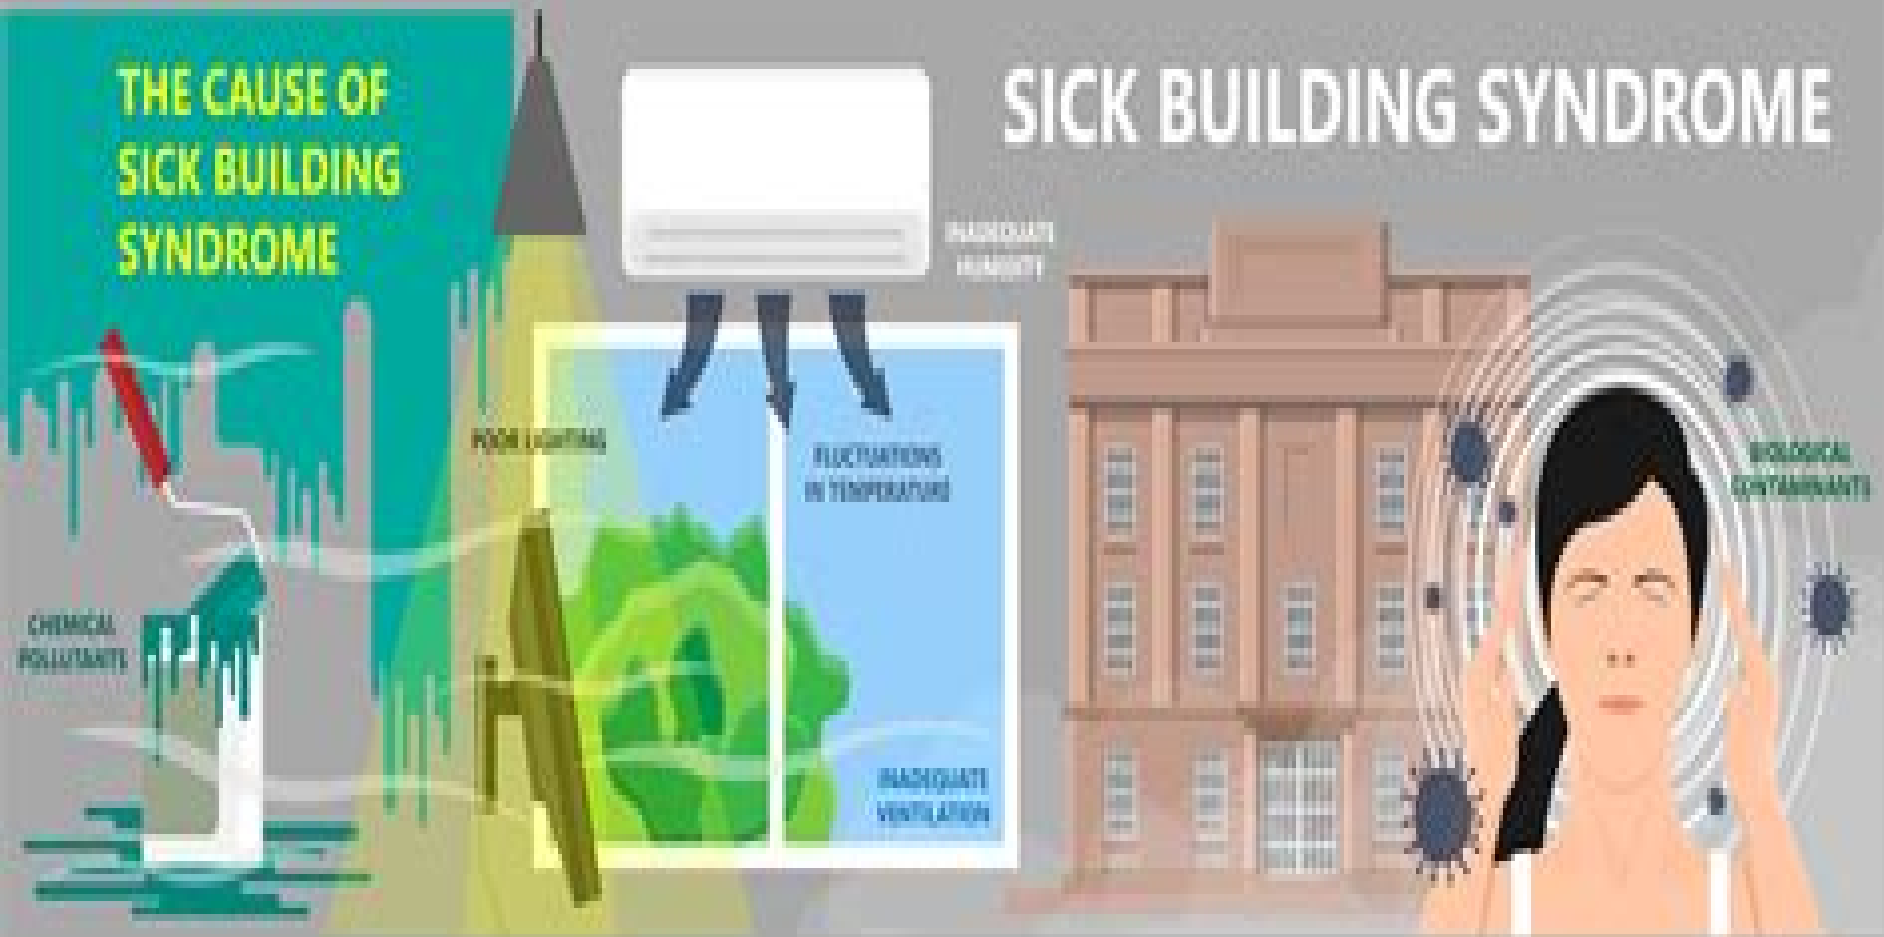 THE CAUSE OF
SICK BUILDING
SYNDROME
SICK BUILDING SYNDROME
INADEQUATE
HUMIDITY
POOR LIGHTING
FLUCTUATIONS
IN TEMPERATURE
BIOLOGICAL
CONTAMINANTS
CHEMICAL
POLLUTANTS
INADEQUATE
VENTILATION